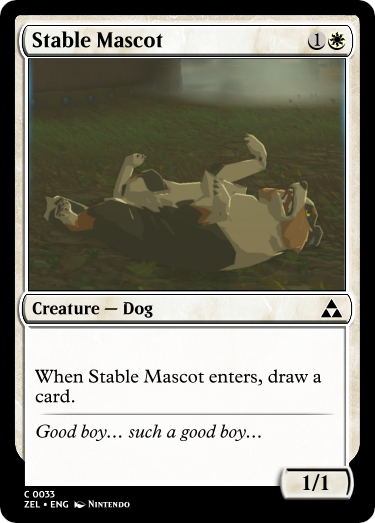 Stable Mascot 1
Creature — Dog
When Stable Mascot enters, draw a
card.
Good boy… such a good boy…
1/1
C 0033
ZEL • ENG Nintendo